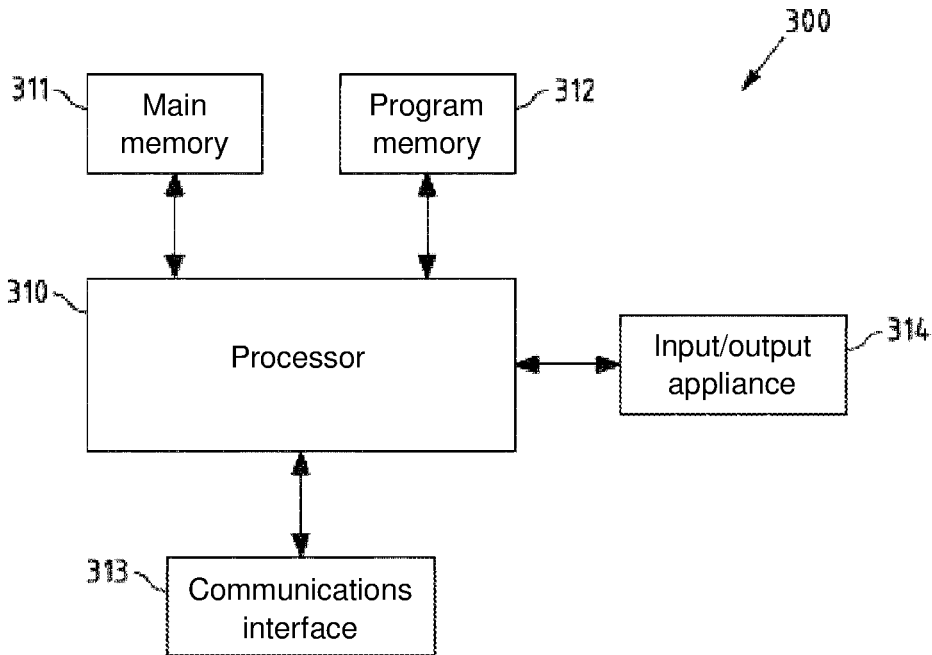 300
311
Main
memory
Program
memory
312
310
Processor
Input/output
appliance
314
313
Communications
interface